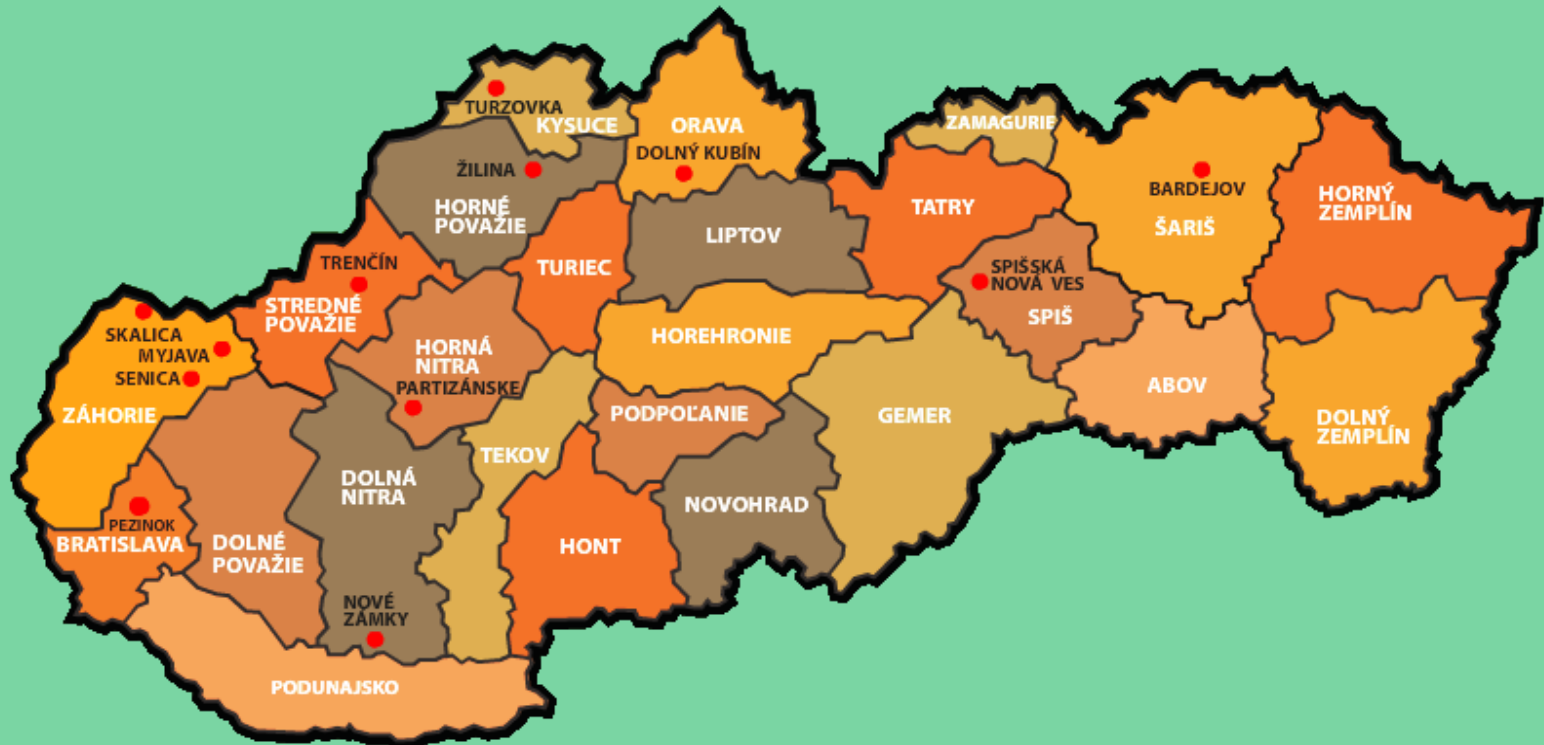 TURZOVKA
KYSUCE
ORAVA
ZAMAGURIE
DOLNÝ KUBÍN
ŽILINA
BARDEJOV
HORNÉ
POVAŽIE
TATRY
HORNÝ
ZEMPLÍN
ŠARIŠ
LIPTOV
TURIEC
TRENČÍN
SPIŠSKÁ
NOVÁ VES
STREDNÉ
POVAŽIE
SPIŠ
SKALICA
MYJAVA
SENICA
HOREHRONIE
HORNÁ
NITRA
PARTIZÁNSKE
ABOV
ZÁHORIE
PODPOĽANIE
GEMER
DOLNÝ
ZEMPLÍN
TEKOV
DOLNÁ
NITRA
NOVOHRAD
PEZINOK
BRATISLAVA
DOLNÉ
POVAŽIE
HONT
NOVÉ
ZÁMKY
PODUNAJSKO